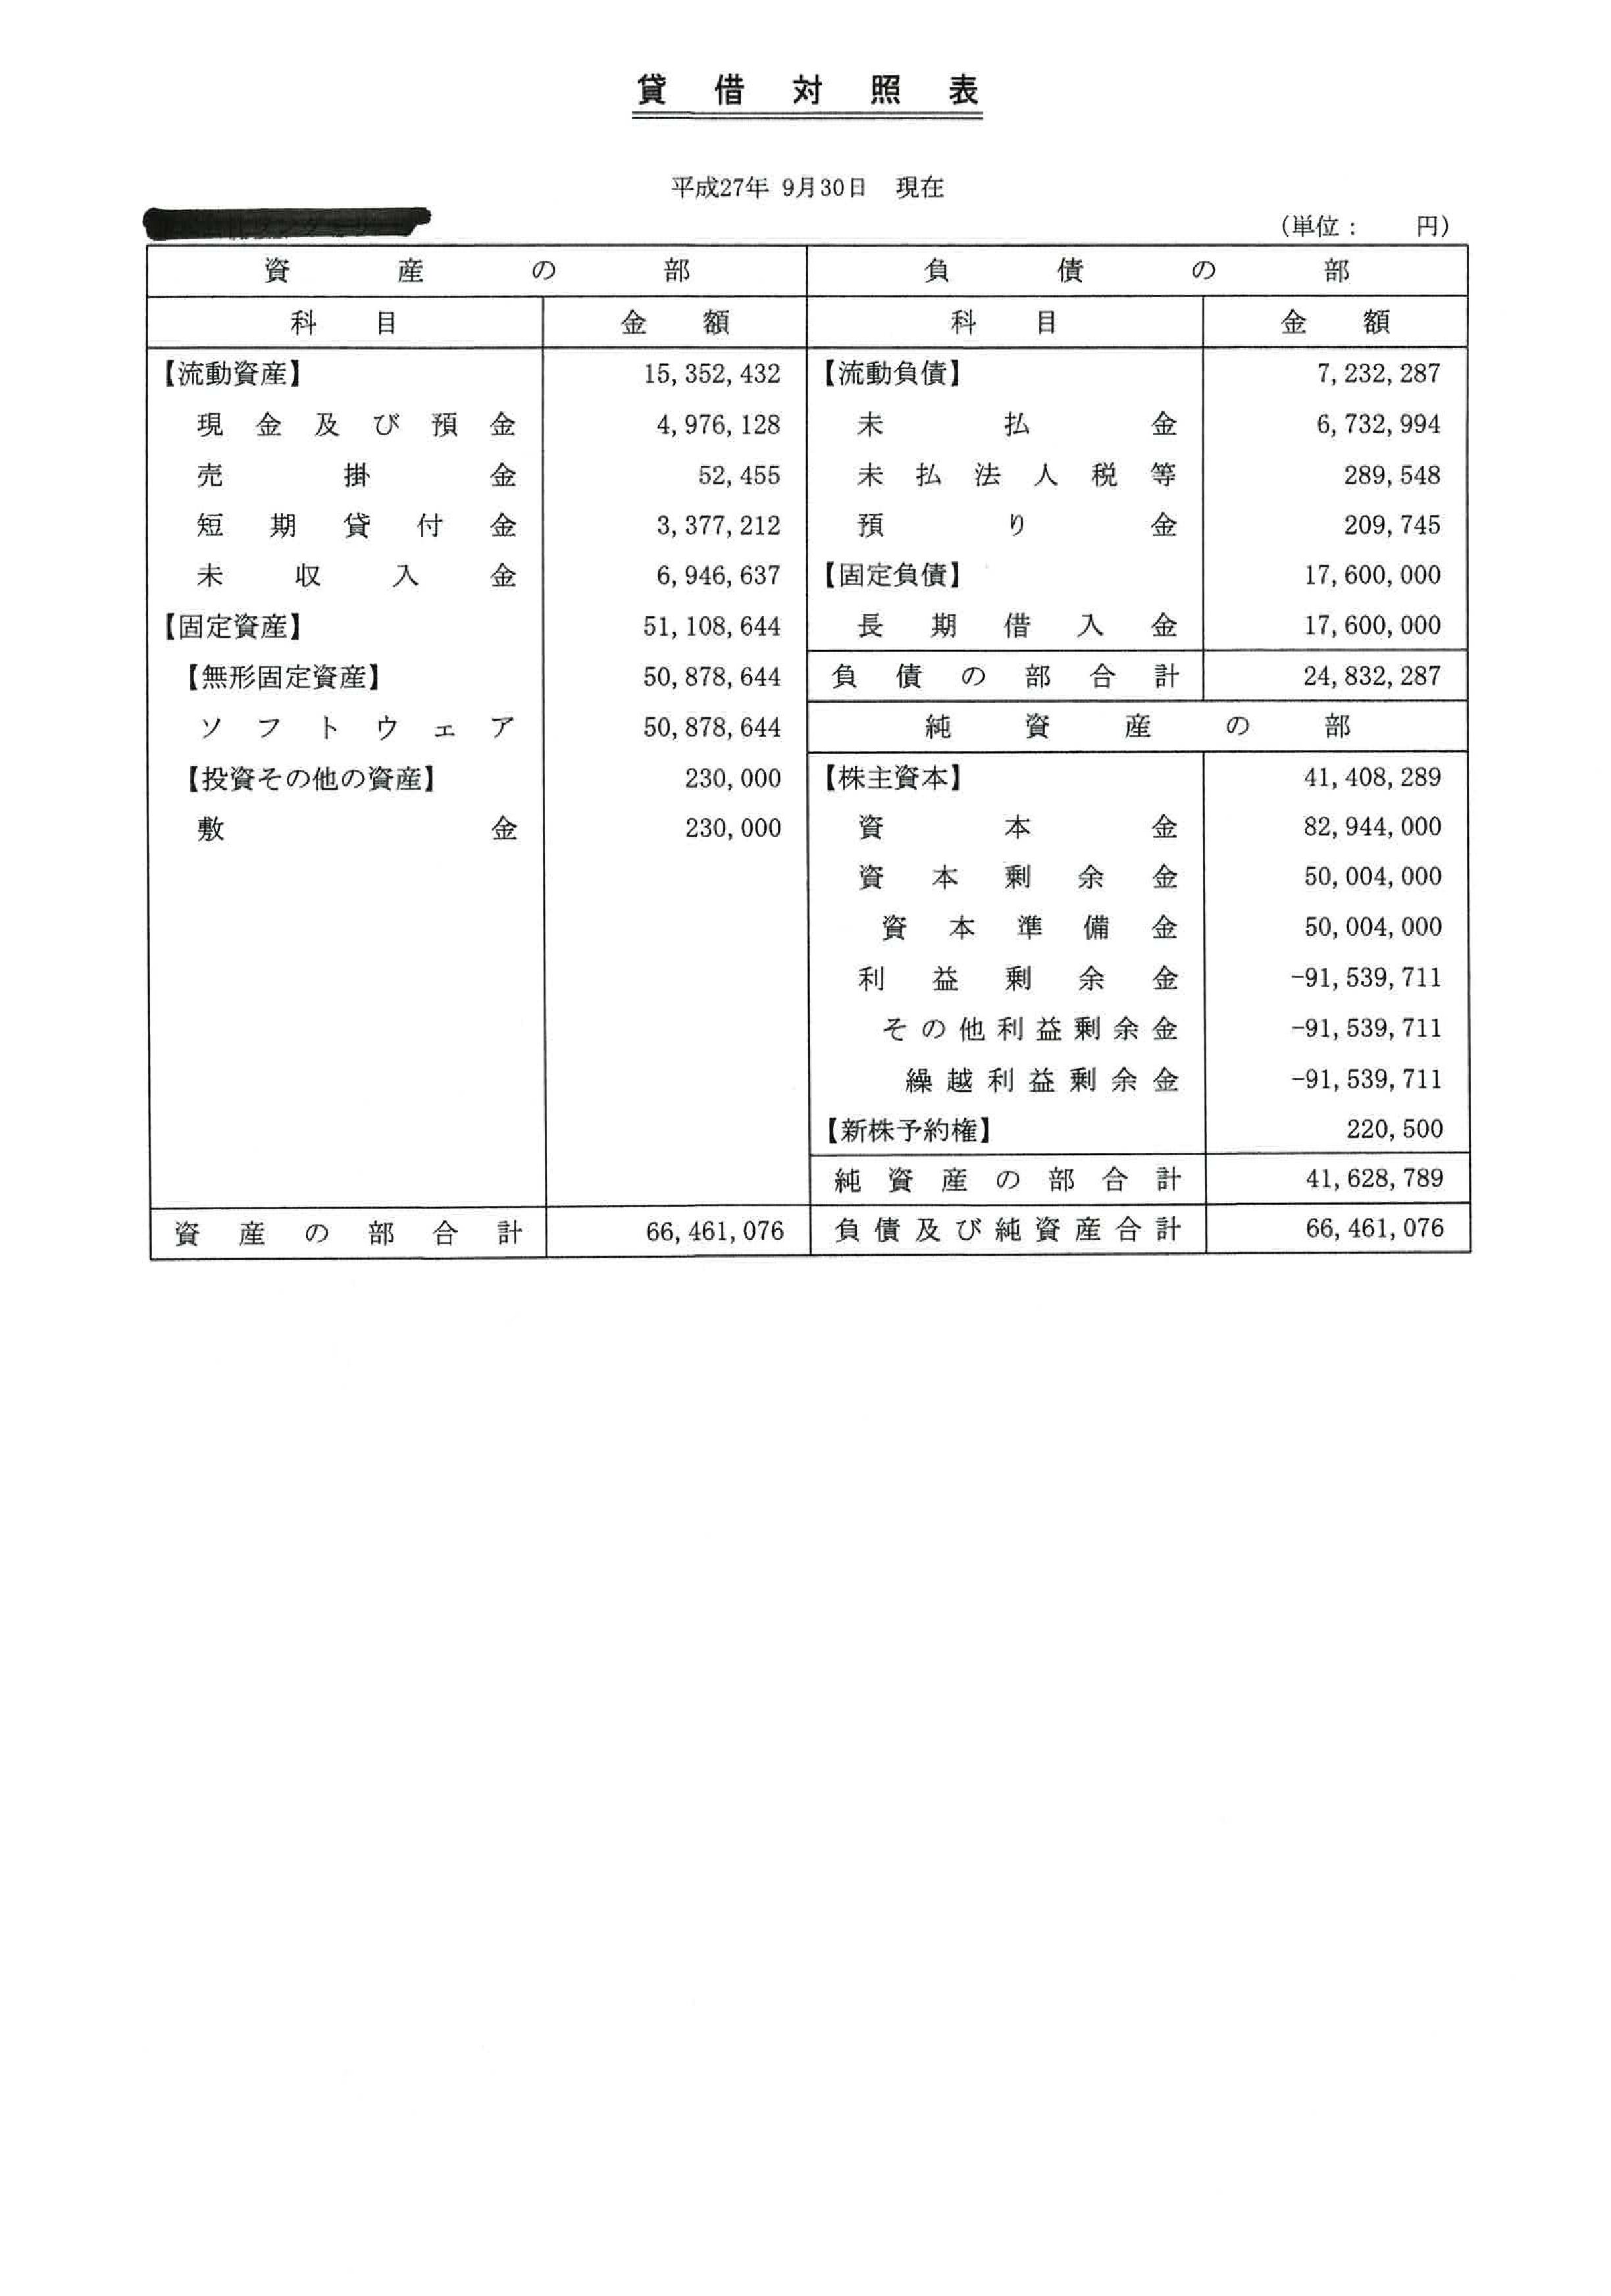 貸借対照表
平成27年 9月30日 現在
(単位: 円)
資産の部
科目 金額
【流動資産】 15,352,432
現金及び預金 4,976,128
売掛金 52,455
短期貸付金 3,377,212
未収入金 6,946,637
【固定資産】 51,108,644
【無形固定資産】 50,878,644
ソフトウェア 50,878,644
【投資その他の資産】 230,000
敷金 230,000
資産の部合計 66,461,076
負債の部
科目 金額
【流動負債】 7,232,287
未払金 6,732,994
未払法人税等 289,548
預り金 209,745
【固定負債】 17,600,000
長期借入金 17,600,000
負債の部合計 24,832,287
純資産の部
【株主資本】 41,408,289
資本金 82,944,000
資本剰余金 50,004,000
資本準備金 50,004,000
利益剰余金 -91,539,711
その他利益剰余金 -91,539,711
繰越利益剰余金 -91,539,711
【新株予約権】 220,500
純資産の部合計 41,628,789
負債及び純資産合計 66,461,076